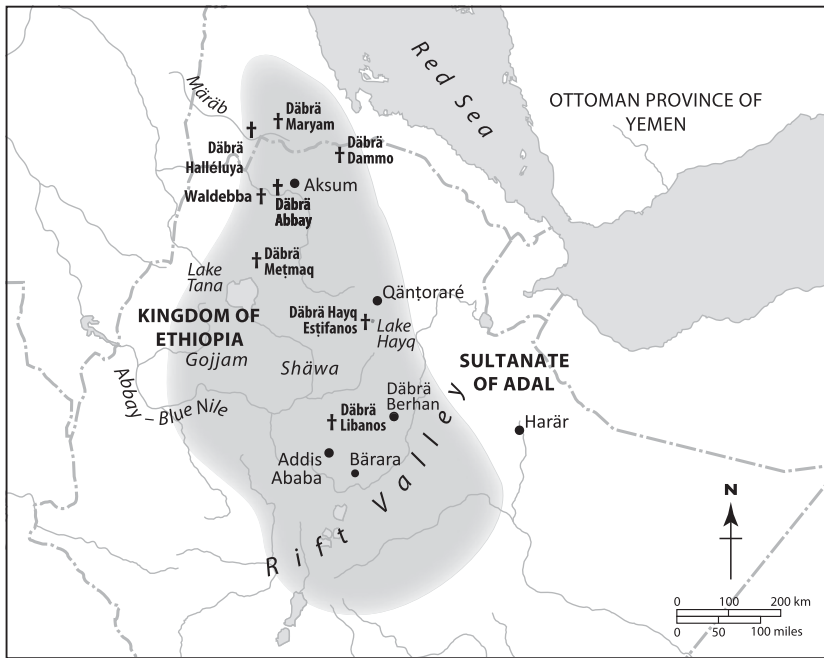 Red Sea
OTTOMAN PROVINCE OF
YEMEN
Märäb
Däbrä
Maryam
Däbrä
Halléluya
Däbrä
Dammo
Waldebba
Aksum
Däbrä
Abbay
Däbrä
Meṭmaq
Lake
Tana
Qänṭoraré
KINGDOM OF
ETHIOPIA
Gojjam
Däbrä Hayq
Esṭifanos
Lake
Hayq
Shäwa
SULTANATE
OF ADAL
Abbay
– Blue Nile
Däbrä
Berhan
Däbrä
Libanos
Harär
Addis
Ababa
Bärara
Rift Valley
N
0 100 200 km
0 50 100 miles